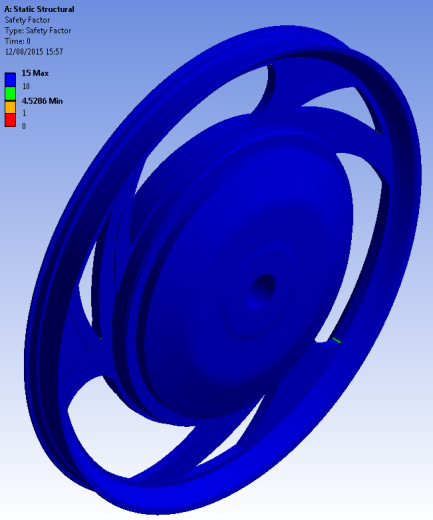 A: Static Structural
Safety Factor
Type: Safety Factor
Time: 0
12/08/2015 15:57
15 Max
10
4.5286 Min
1
0